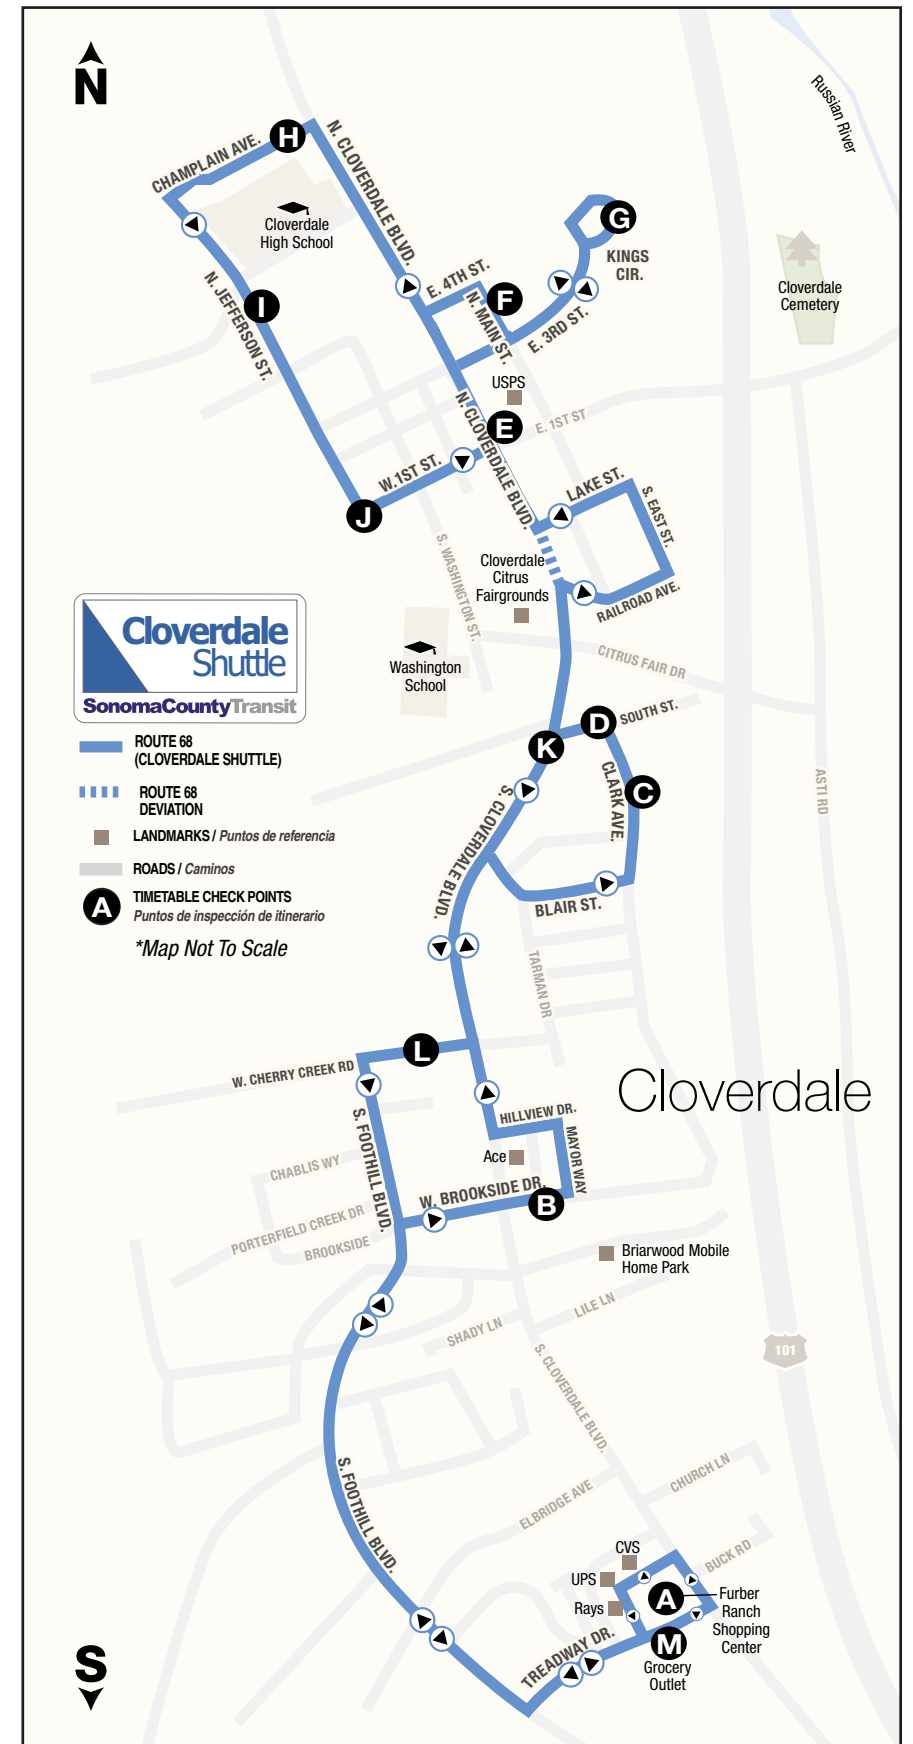 N
Russian River
CHAMPLAIN AVE.
H
N. CLOVERDALE BLVD.
Cloverdale
High School
G
KINGS
CIR.
Cloverdale
Cemetery
E. 4TH ST.
F
N. MAIN ST.
E. 3RD ST.
N. JEFFERSON ST.
I
USPS
N. CLOVERDALE BLVD.
E
E. 1ST ST
W. 1ST ST.
J
LAKE ST.
S. EAST ST.
S. WASHINGTON ST.
Cloverdale
Citrus
Fairgrounds
RAILROAD AVE.
Cloverdale
Shuttle
SonomaCountyTransit
Washington
School
CITRUS FAIR DR
D
SOUTH ST.
K
ROUTE 68
(CLOVERDALE SHUTTLE)
ROUTE 68
DEVIATION
LANDMARKS / Puntos de referencia
ROADS / Caminos
A
TIMETABLE CHECK POINTS
Puntos de inspección de itinerario
*Map Not To Scale
CLARK AVE.
C
ASTI RD
S. CLOVERDALE BLVD.
BLAIR ST.
TARMAN DR
L
W. CHERRY CREEK RD
Cloverdale
HILLVIEW DR.
S. FOOTHILL BLVD.
MAYOR WAY
Ace
CHABLIS WY
W. BROOKSIDE DR.
B
PORTERFIELD CREEK DR
BROOKSIDE
Briarwood Mobile
Home Park
LILE LN
SHADY LN
S. CLOVERDALE BLVD.
101
S. FOOTHILL BLVD.
CHURCH LN
ELBRIDGE AVE
CVS
BUCK RD
UPS
A
Rays
Furber
Ranch
Shopping
Center
TREADWAY DR.
M
Grocery
Outlet
S